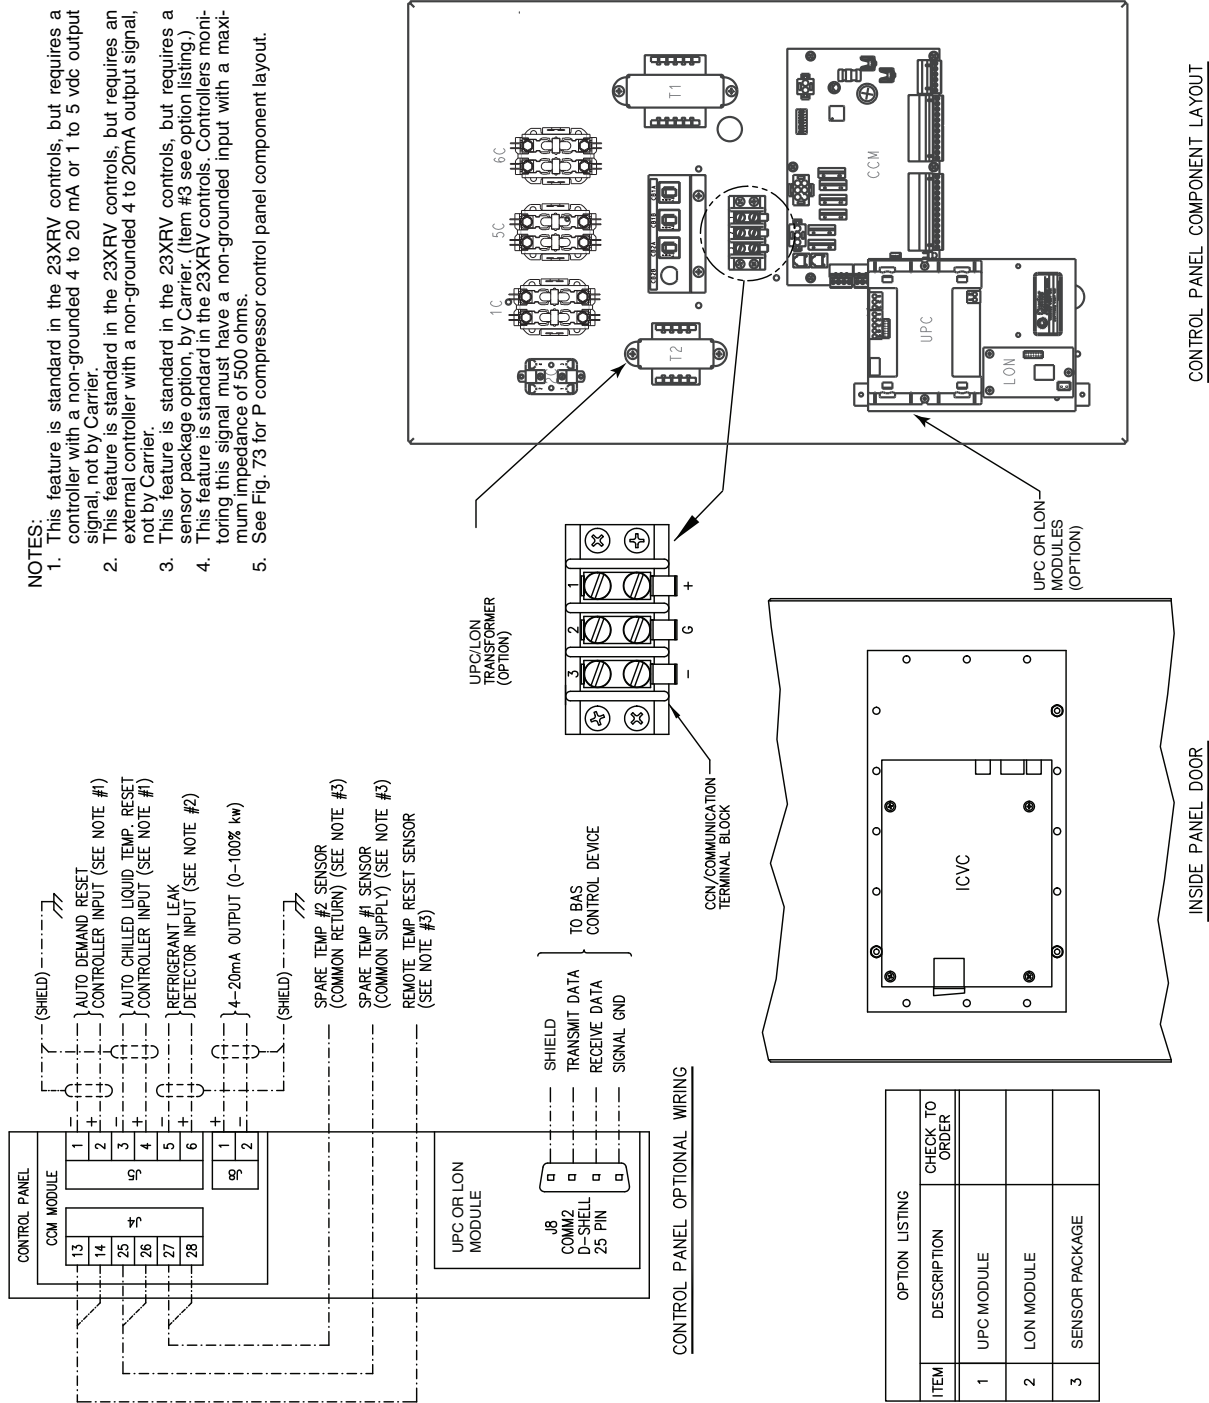 NOTES:
1. This feature is standard in the 23XRV controls, but requires a
controller with a non-grounded 4 to 20 mA or 1 to 5 vdc output
signal, not by Carrier.
2. This feature is standard in the 23XRV controls, but requires an
external controller with a non-grounded 4 to 20mA output signal,
not by Carrier.
3. This feature is standard in the 23XRV controls, but requires a
sensor package option, by Carrier. (Item #3 see option listing.)
4. This feature is standard in the 23XRV controls. Controllers moni-
toring this signal must have a non-grounded input with a maxi-
mum impedance of 500 ohms.
5. See Fig. 73 for P compressor control panel component layout.
CONTROL PANEL
CCM MODULE
J4
13
14
25
26
27
28
J5
1
2
3
4
5
6
J8
1
2
-
+
-
+
-
+
+
-
(SHIELD)
AUTO DEMAND RESET
CONTROLLER INPUT (SEE NOTE #1)
AUTO CHILLED LIQUID TEMP. RESET
CONTROLLER INPUT (SEE NOTE #1)
REFRIGERANT LEAK
DETECTOR INPUT (SEE NOTE #2)
4-20mA OUTPUT (0-100% kw)
(SHIELD)
SPARE TEMP #2 SENSOR
(COMMON RETURN) (SEE NOTE #3)
SPARE TEMP #1 SENSOR
(COMMON SUPPLY) (SEE NOTE #3)
REMOTE TEMP RESET SENSOR
(SEE NOTE #3)
UPC OR LON
MODULE
J8
COMM2
D-SHELL
25 PIN
SHIELD
TRANSMIT DATA
RECEIVE DATA
SIGNAL GND
TO BAS
CONTROL DEVICE
CONTROL PANEL OPTIONAL WIRING
UPC/LON
TRANSFORMER
(OPTION)
3
2
1
-
G
+
CCN/COMMUNICATION
TERMINAL BLOCK
2C
1C
5C
6C
T2
T1
CB2B
CB2A
CB1B
CB1A
CCM
UPC
LON
UPC OR LON
MODULES
(OPTION)
CONTROL PANEL COMPONENT LAYOUT
ICVC
INSIDE PANEL DOOR
OPTION LISTING
ITEM DESCRIPTION CHECK TO
ORDER
1 UPC MODULE
2 LON MODULE
3 SENSOR PACKAGE